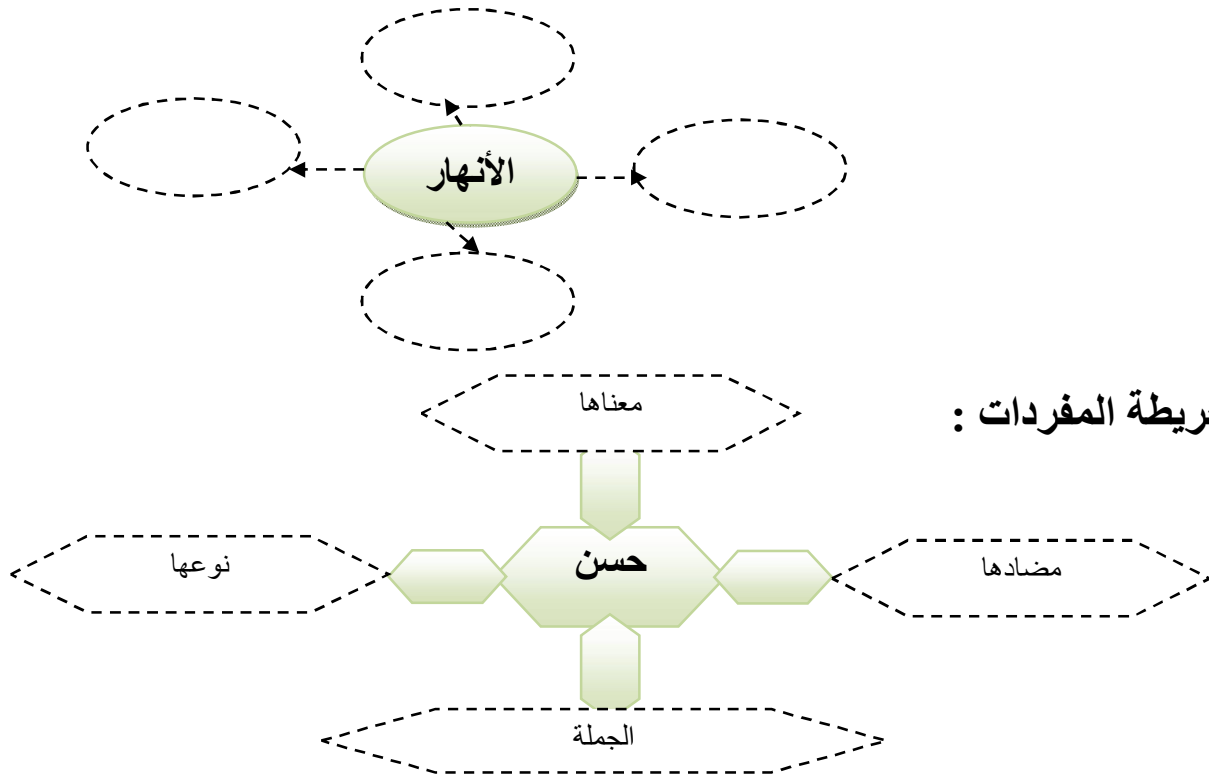 الأنهار
معناها
ريطة المفردات :
مضادها
حسن
نوعها
الجملة